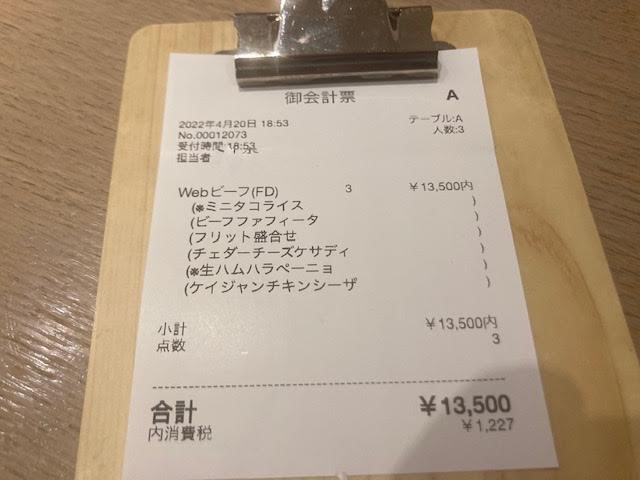 御会計票 A
2022年4月20日 18:53 テーブル:A
No.00012073 人数:3
受付時間:18:53
担当者
Webビーフ(FD) 3 ¥13,500内
(※ミニタコライス )
(ビーフファフィータ )
(フリット盛合せ )
(チェダーチーズケサディ )
(※生ハムハラペーニョ )
(ケイジャンチキンシーザ )
小計 ¥13,500内
点数 3
合計 ¥13,500
内消費税 ¥1,227